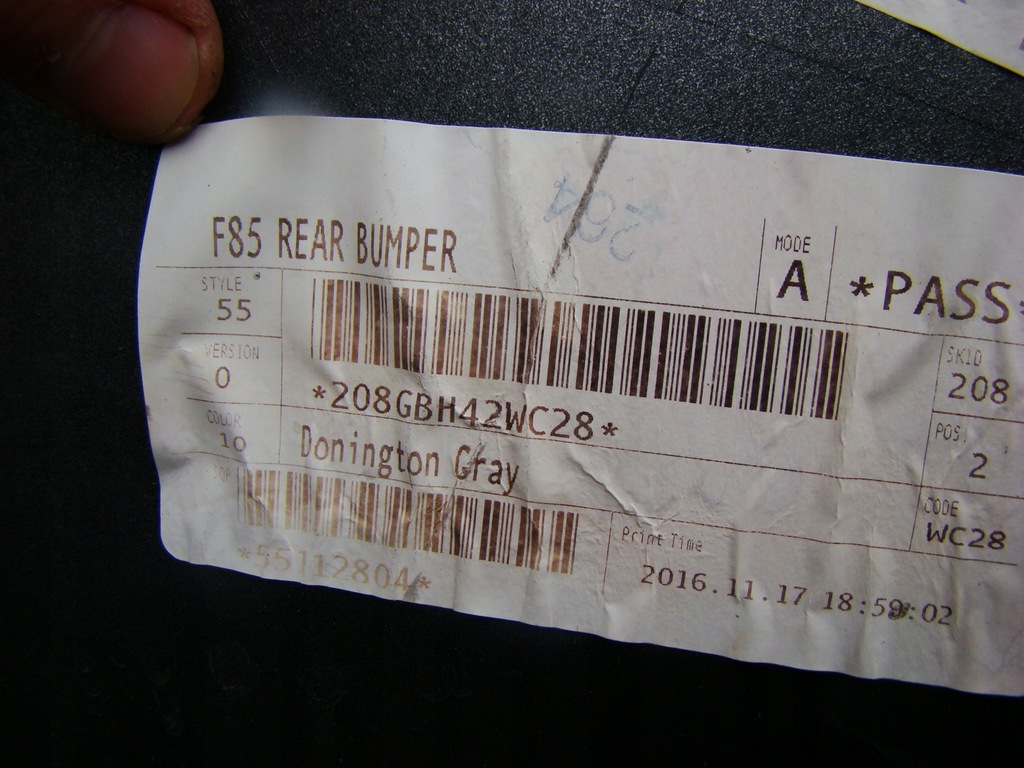 204
F85 REAR BUMPER
MODE
A
*PASS*
STYLE
55
SKID
208
VERSION
0
*208GBH42WC28*
POS.
2
COLOR
10
Donington Gray
CODE
WC28
*55112804*
Print Time
2016.11.17 18:59:02